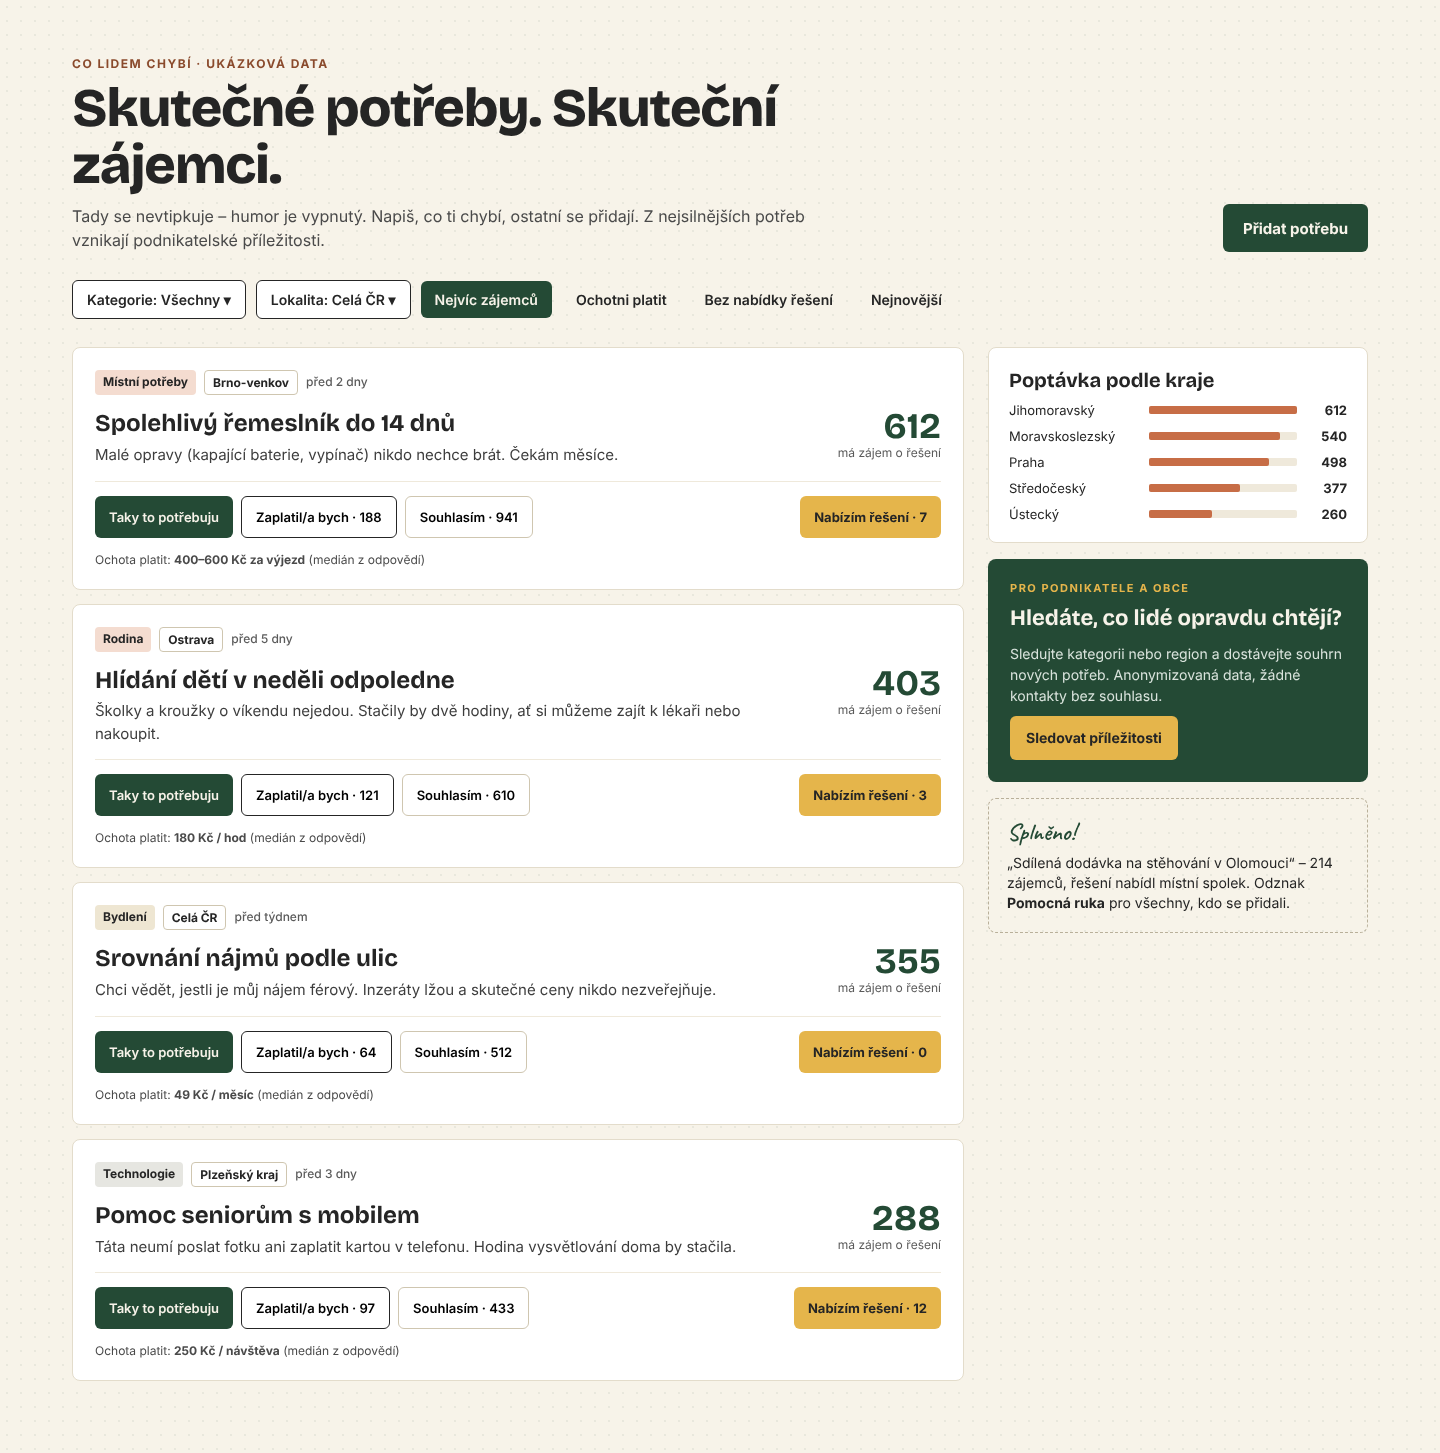 CO LIDEM CHYBÍ · UKÁZKOVÁ DATA
Skutečné potřeby. Skuteční
zájemci.
Tady se nevtipkuje – humor je vypnutý. Napiš, co ti chybí, ostatní se přidají. Z nejsilnějších potřeb
vznikají podnikatelské příležitosti.
Přidat potřebu
Kategorie: Všechny ▾
Lokalita: Celá ČR ▾
Nejvíc zájemců
Ochotni platit
Bez nabídky řešení
Nejnovější
Místní potřeby
Brno-venkov
před 2 dny
Spolehlivý řemeslník do 14 dnů
Malé opravy (kapající baterie, vypínač) nikdo nechce brát. Čekám měsíce.
612
má zájem o řešení
Taky to potřebuju
Zaplatil/a bych · 188
Souhlasím · 941
Nabízím řešení · 7
Ochota platit: 400–600 Kč za výjezd (medián z odpovědí)
Rodina
Ostrava
před 5 dny
Hlídání dětí v neděli odpoledne
Školky a kroužky o víkendu nejedou. Stačily by dvě hodiny, ať si můžeme zajít k lékaři nebo
nakoupit.
403
má zájem o řešení
Taky to potřebuju
Zaplatil/a bych · 121
Souhlasím · 610
Nabízím řešení · 3
Ochota platit: 180 Kč / hod (medián z odpovědí)
Bydlení
Celá ČR
před týdnem
Srovnání nájmů podle ulic
Chci vědět, jestli je můj nájem férový. Inzeráty lžou a skutečné ceny nikdo nezveřejňuje.
355
má zájem o řešení
Taky to potřebuju
Zaplatil/a bych · 64
Souhlasím · 512
Nabízím řešení · 0
Ochota platit: 49 Kč / měsíc (medián z odpovědí)
Technologie
Plzeňský kraj
před 3 dny
Pomoc seniorům s mobilem
Táta neumí poslat fotku ani zaplatit kartou v telefonu. Hodina vysvětlování doma by stačila.
288
má zájem o řešení
Taky to potřebuju
Zaplatil/a bych · 97
Souhlasím · 433
Nabízím řešení · 12
Ochota platit: 250 Kč / návštěva (medián z odpovědí)
Poptávka podle kraje
Jihomoravský 612
Moravskoslezský 540
Praha 498
Středočeský 377
Ústecký 260
PRO PODNIKATELE A OBCE
Hledáte, co lidé opravdu chtějí?
Sledujte kategorii nebo region a dostávejte souhrn
nových potřeb. Anonymizovaná data, žádné
kontakty bez souhlasu.
Sledovat příležitosti
Splněno!
„Sdílená dodávka na stěhování v Olomouci“ – 214
zájemců, řešení nabídl místní spolek. Odznak
Pomocná ruka pro všechny, kdo se přidali.